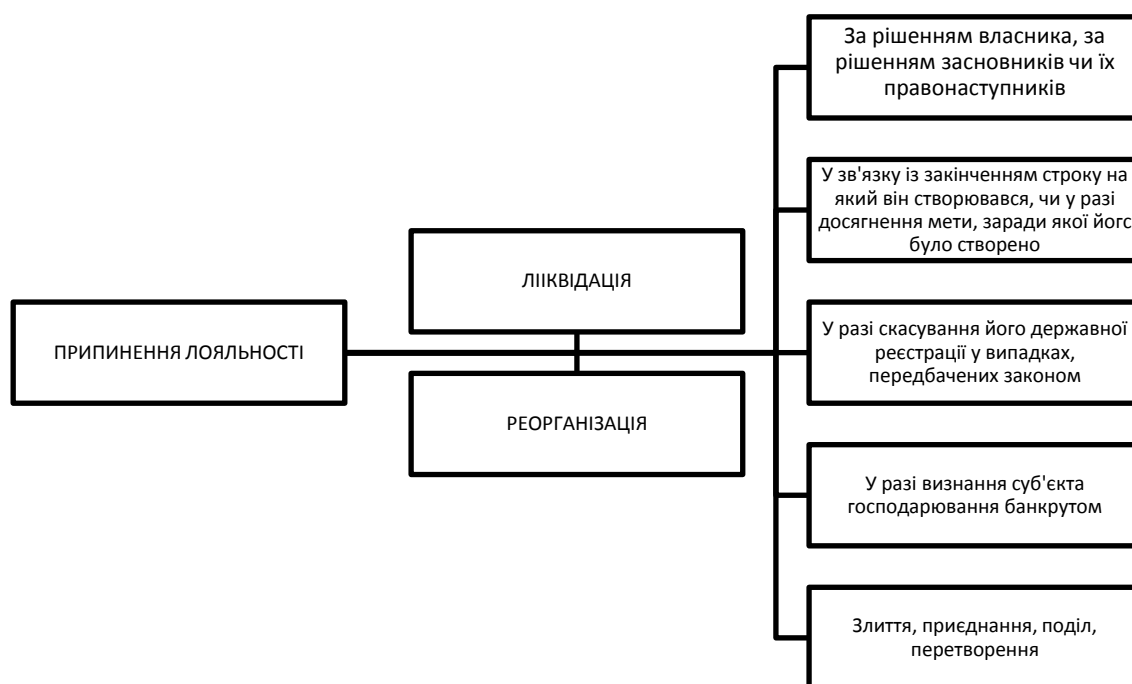 ПРИПИНЕННЯ ЛОЯЛЬНОСТІ
ЛІІКВІДАЦІЯ
РЕОРГАНІЗАЦІЯ
За рішенням власника, за
рішенням засновників чи їх
правонаступників
У зв'язку із закінченням строку на
який він створювався, чи у разі
досягнення мети, заради якої його
було створено
У разі скасування його державної
реєстрації у випадках,
передбачених законом
У разі визнання суб'єкта
господарювання банкрутом
Злиття, приєднання, поділ,
перетворення